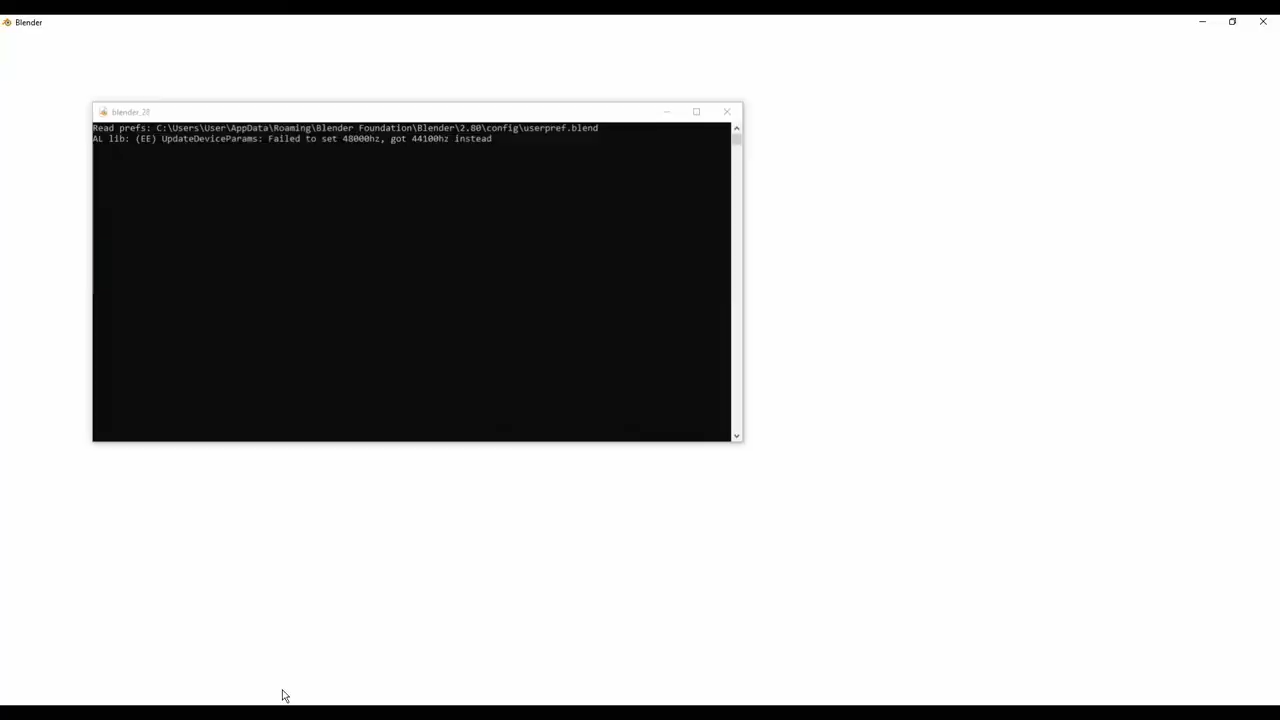 Blender
blender_28
Read prefs: C:\Users\User\AppData\Roaming\Blender Foundation\Blender\2.80\config\userpref.blend
AL lib: (EE) UpdateDeviceParams: Failed to set 48000hz, got 44100hz instead